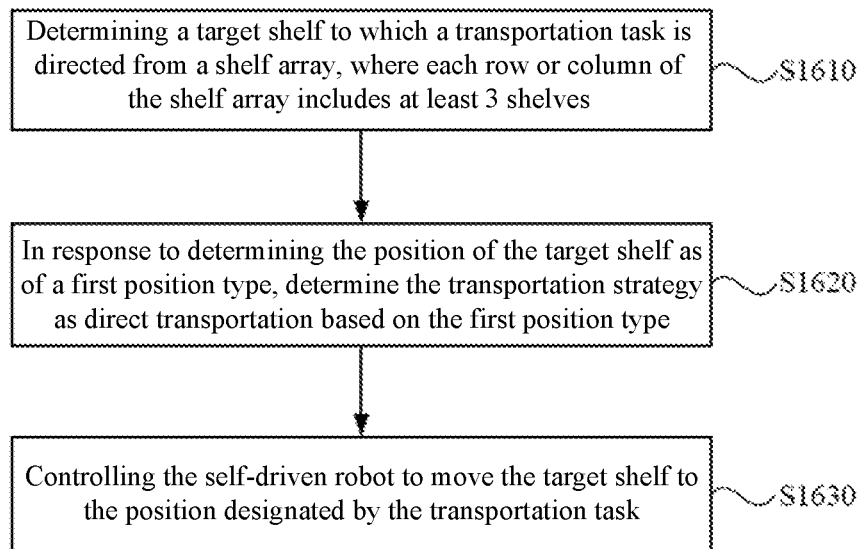 Determining a target shelf to which a transportation task is
directed from a shelf array, where each row or column of
the shelf array includes at least 3 shelves
S1610
In response to determining the position of the target shelf as
of a first position type, determine the transportation strategy
as direct transportation based on the first position type
S1620
Controlling the self-driven robot to move the target shelf to
the position designated by the transportation task
S1630